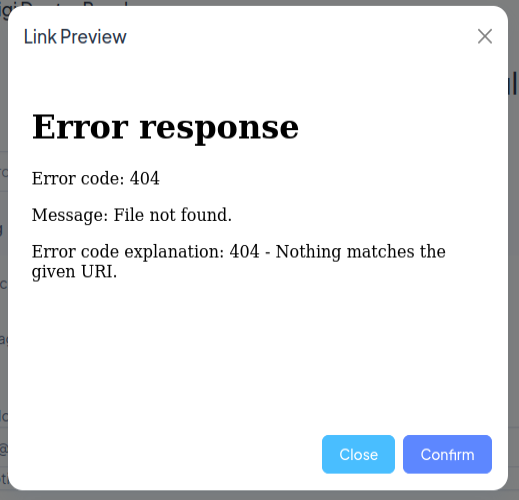 Link Preview
Error response
Error code: 404
Message: File not found.
Error code explanation: 404 - Nothing matches the
given URI.
Close Confirm